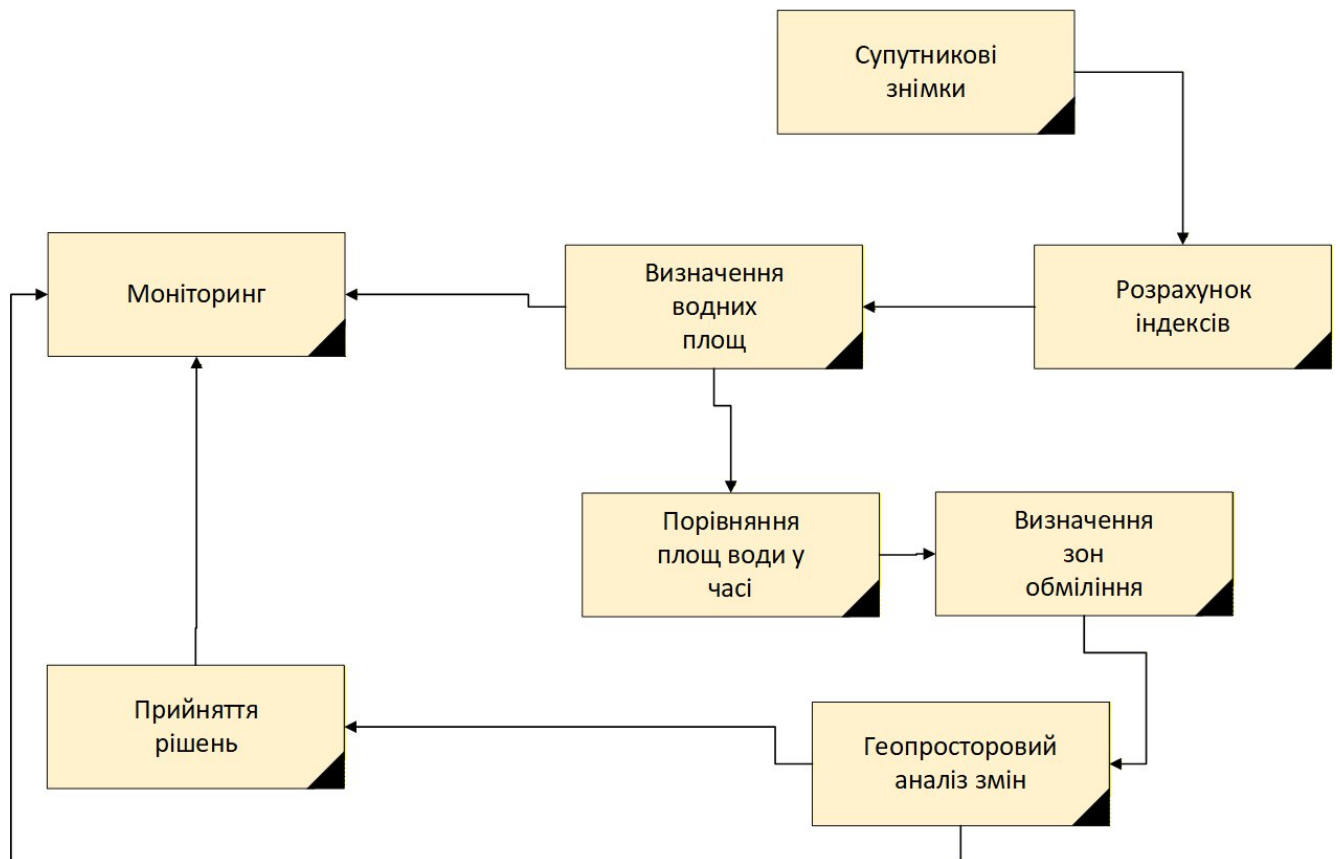 Супутникові
знімки
Моніторинг
Визначення
водних
площ
Розрахунок
індексів
Порівняння
площ води у
часі
Визначення
зон
обміління
Прийняття
рішень
Геопросторовий
аналіз змін